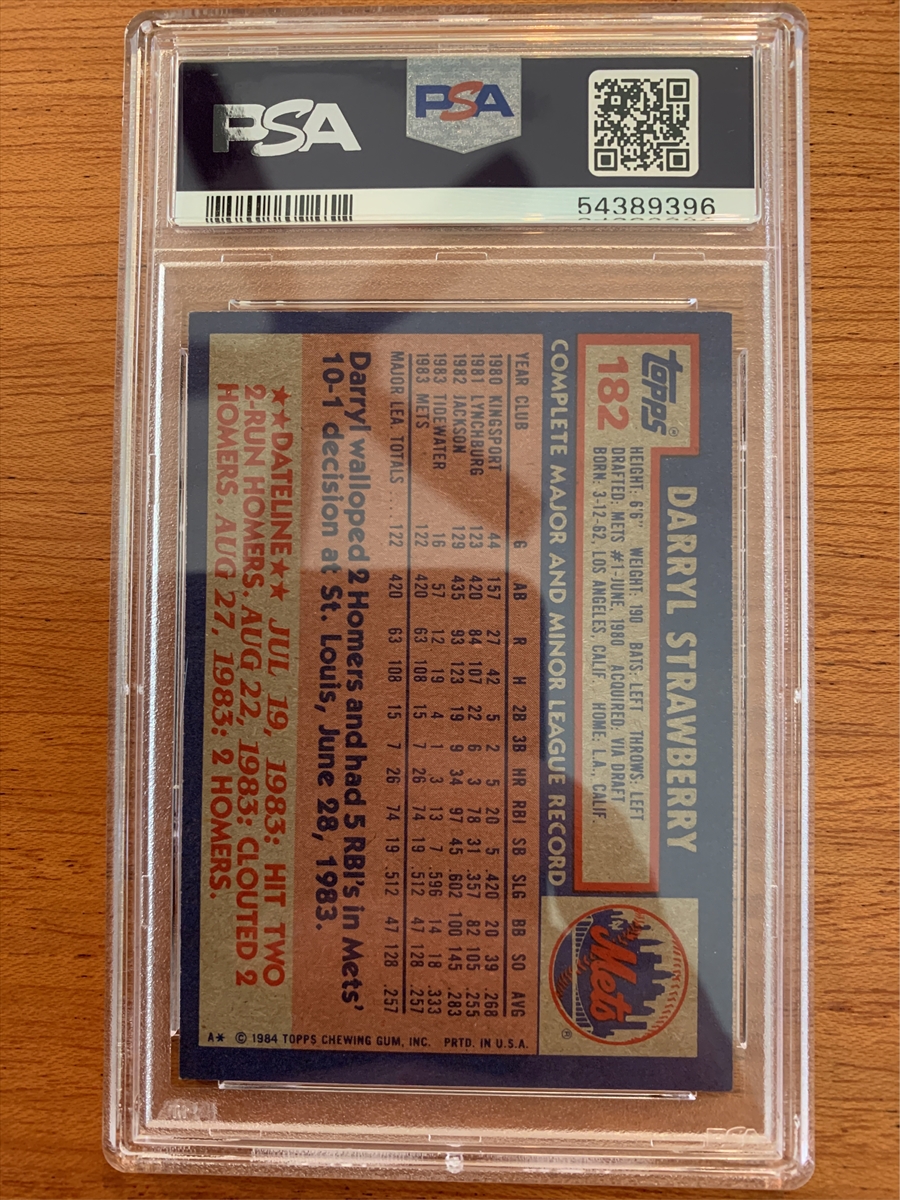 PSA
PSA
54389396
topps®
182
DARRYL STRAWBERRY
HEIGHT: 6'6" WEIGHT: 190 BATS: LEFT THROWS: LEFT
DRAFTED: METS #1-JUNE, 1980 ACQUIRED: VIA DRAFT
BORN: 3-12-62, LOS ANGELES, CALIF. HOME: L.A., CALIF.
Mets ®
COMPLETE MAJOR AND MINOR LEAGUE RECORD
YEAR CLUB G AB R H 2B 3B HR RBI SB SLG BB SO AVG
1980 KINGSPORT 44 157 27 42 5 2 5 20 5 .420 20 39 .268
1981 LYNCHBURG 123 420 84 107 22 6 3 78 31 .357 82 105 .255
1982 JACKSON 129 435 93 123 19 9 34 97 45 .602 100 145 .283
1983 TIDEWATER 16 57 12 19 4 1 3 13 7 .596 14 18 .333
1983 METS 122 420 63 108 15 7 26 74 19 .512 47 128 .257
MAJOR LEA. TOTALS ... 122 420 63 108 15 7 26 74 19 .512 47 128 .257
Darryl walloped 2 Homers and had 5 RBI's in Mets'
10-1 decision at St. Louis, June 28, 1983.
★★DATELINE★★ JUL 19, 1983: HIT TWO
2-RUN HOMERS. AUG 22, 1983: CLOUTED 2
HOMERS. AUG 27, 1983: 2 HOMERS.
A* © 1984 TOPPS CHEWING GUM, INC. PRTD. IN U.S.A.
PSA